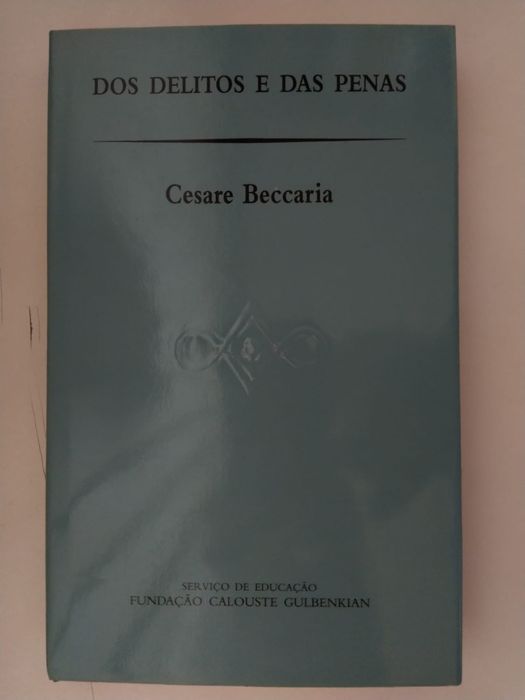 DOS DELITOS E DAS PENAS
Cesare Beccaria
SERVIÇO DE EDUCAÇÃO
FUNDAÇÃO CALOUSTE GULBENKIAN